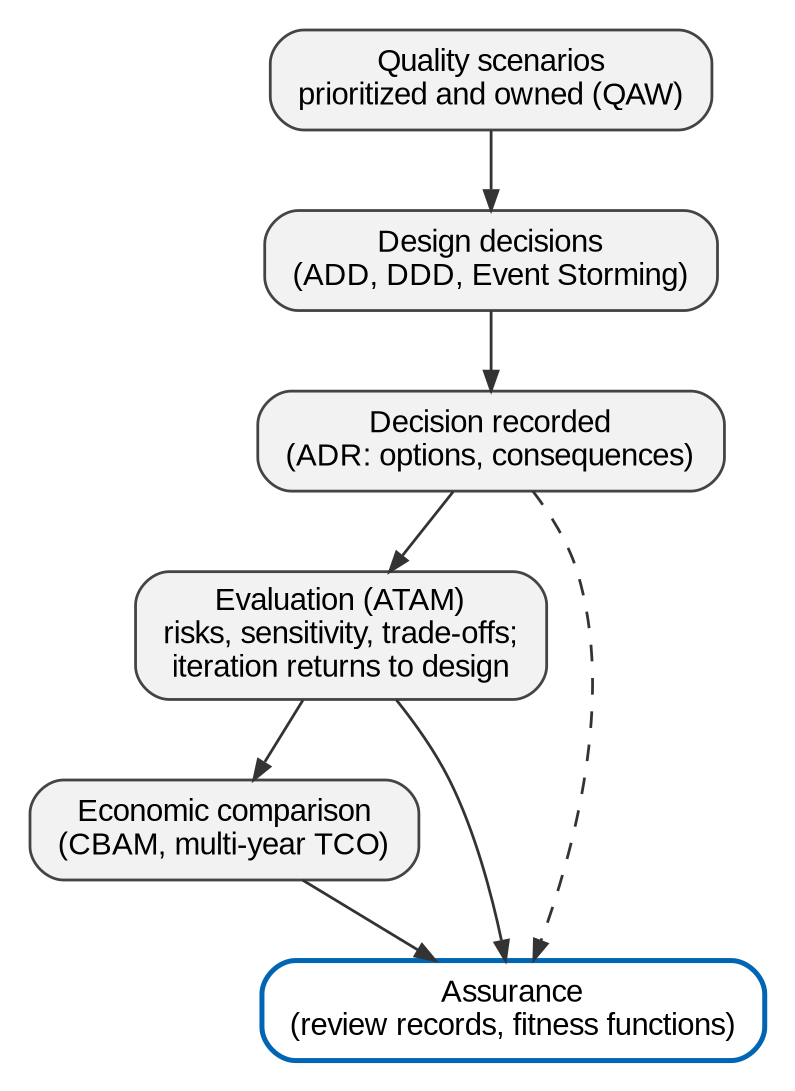 Quality scenarios
prioritized and owned (QAW)
Design decisions
(ADD, DDD, Event Storming)
Decision recorded
(ADR: options, consequences)
Evaluation (ATAM)
risks, sensitivity, trade-offs;
iteration returns to design
Economic comparison
(CBAM, multi-year TCO)
Assurance
(review records, fitness functions)